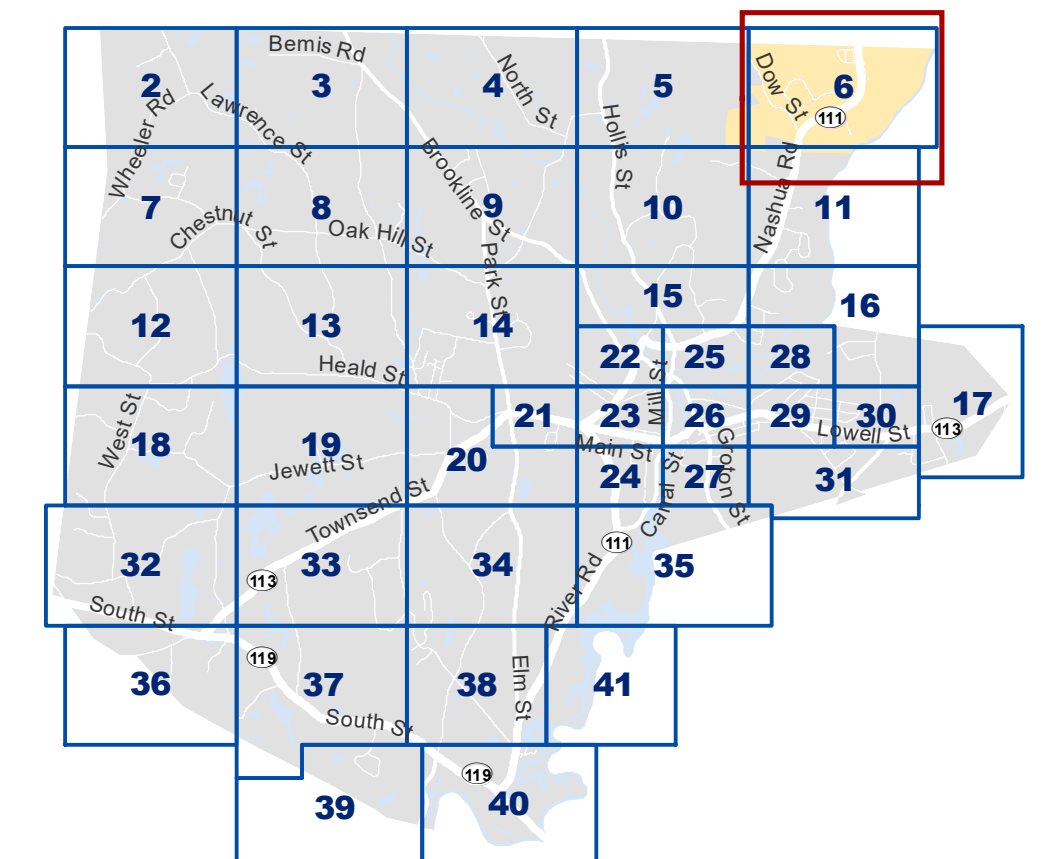 Bemis Rd
2
3
4
5
6
North St
Dow St
Wheeler Rd
Lawrence St
Hollis St
111
Brookline St
Nashua Rd
7
8
9
10
11
Chestnut St
Oak Hill St
Park St
12
13
14
15
16
Heald St
22
25
28
Mill St
17
18
19
20
21
23
26
29
30
West St
Jewett St
Main St
Lowell St
113
24
27
31
Groton St
Canal St
Townsend St
32
33
34
35
111
113
River Rd
South St
119
36
37
38
41
Elm St
South St
119
39
40